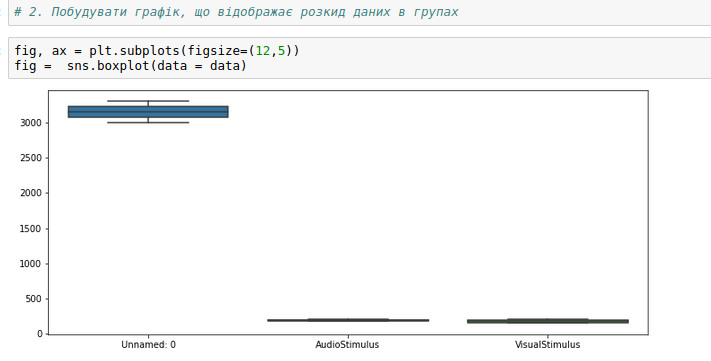 # 2. Побудувати графік, що відображає розкид даних в групах
fig, ax = plt.subplots(figsize=(12,5))
fig =  sns.boxplot(data = data)
3000
2500
2000
1500
1000
500
0
Unnamed: 0
AudioStimulus
VisualStimulus